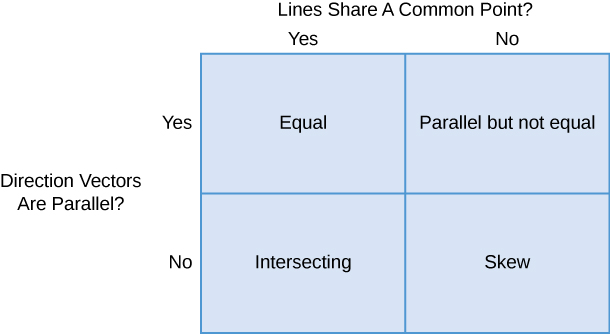 Lines Share A Common Point?
Yes
No
Yes
Equal
Parallel but not equal
Direction Vectors
Are Parallel?
No
Intersecting
Skew